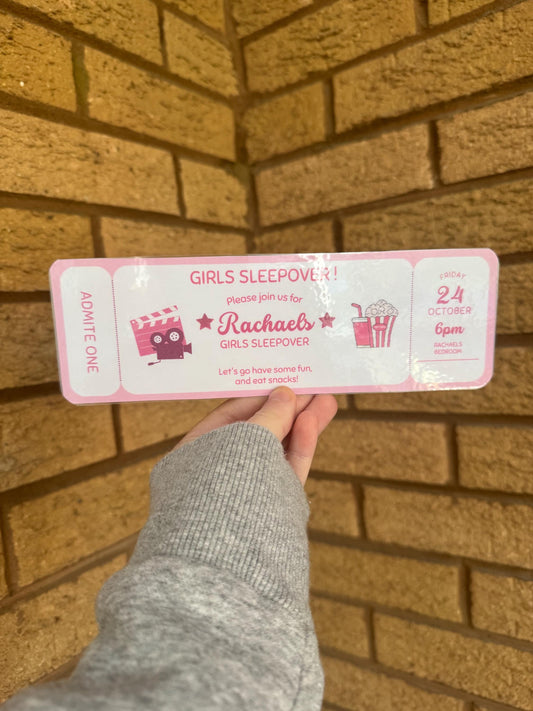 ADMITE ONE
GIRLS SLEEPOVER!
Please join us for
Rachaels
GIRLS SLEEPOVER
Let's go have some fun,
and eat snacks!
FRIDAY
24
OCTOBER
6pm
RACHAELS
BEDROOM